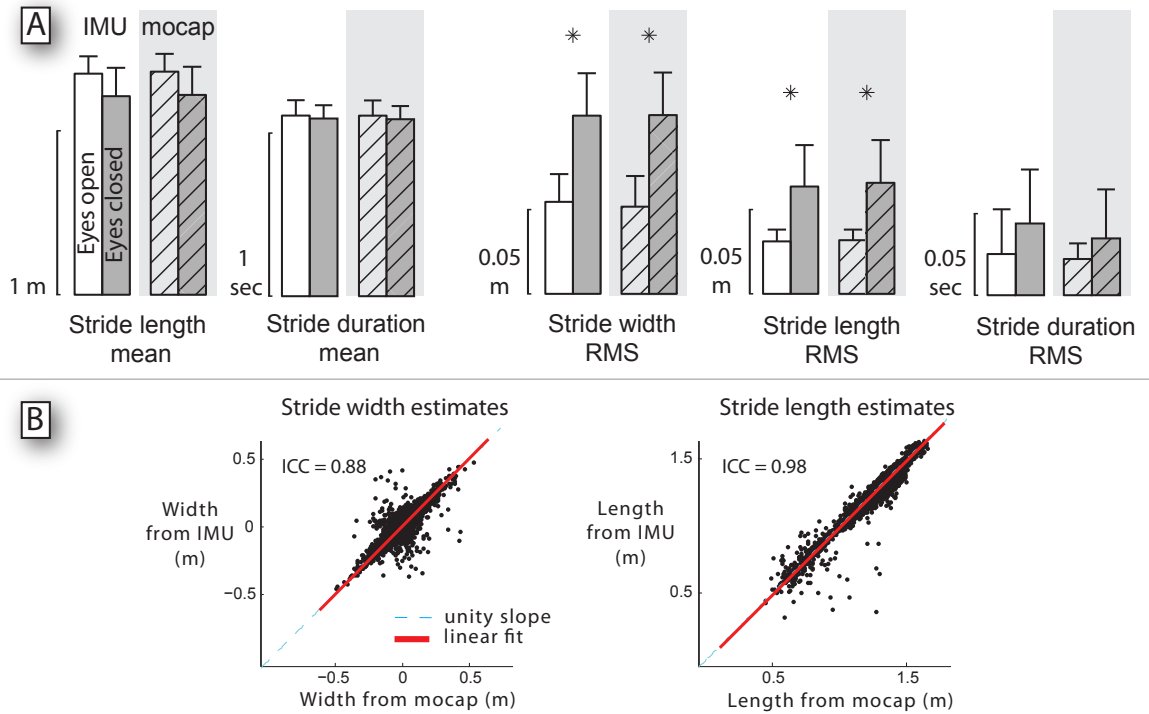 A
IMU mocap
Eyes open
Eyes closed
1 m
Stride length
mean
1
sec
Stride duration
mean
* *
0.05
m
Stride width
RMS
* *
0.05
m
Stride length
RMS
0.05
sec
Stride duration
RMS
B
Stride width estimates
ICC = 0.88
0.5
0
−0.5
Width
from IMU
(m)
unity slope
linear fit
−0.5 0 0.5
Width from mocap (m)
Stride length estimates
ICC = 0.98
1.5
0.5
Length
from IMU
(m)
0.5 1.5
Length from mocap (m)